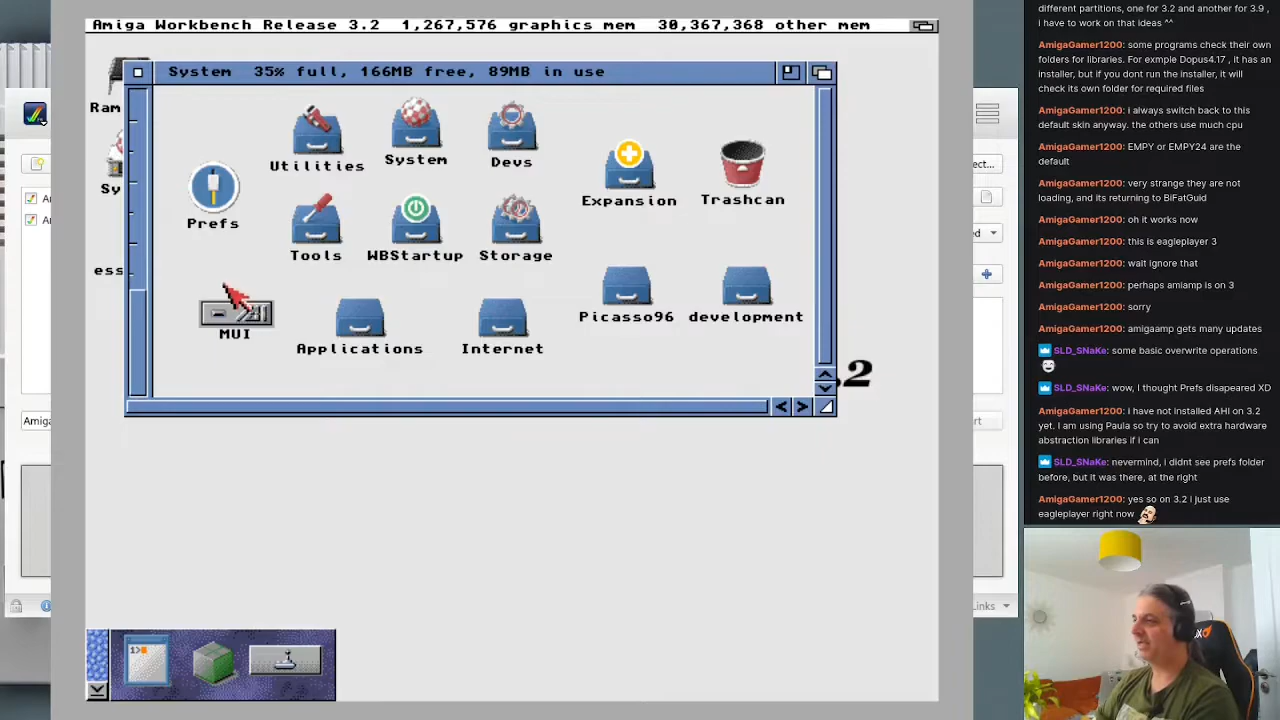 Amiga Workbench Release 3.2 1,267,576 graphics mem 30,367,368 other mem
System 35% full, 166MB free, 89MB in use
Ram
Utilities
System
Devs
Expansion
Trashcan
Prefs
Tools
WBStartup
Storage
Sy
ess
MUI
Applications
Internet
Picasso96
development
.2
Amiga
ect...
ed
rt
Links
1>
different partitions, one for 3.2 and another for 3.9 ,
i have to work on that ideas ^^
AmigaGamer1200: some programs check their own
folders for libraries. For exmple Dopus4.17 , it has an
installer, but if you dont run the installer, it will
check its own folder for required files
AmigaGamer1200: i always switch back to this
default skin anyway. the others use much cpu
AmigaGamer1200: EMPY or EMPY24 are the
default
AmigaGamer1200: very strange they are not
loading, and its returning to BiFatGuid
AmigaGamer1200: oh it works now
AmigaGamer1200: this is eagleplayer 3
AmigaGamer1200: wait ignore that
AmigaGamer1200: perhaps amiamp is on 3
AmigaGamer1200: sorry
AmigaGamer1200: amigaamp gets many updates
SLD_SNaKe: some basic overwrite operations
SLD_SNaKe: wow, I thought Prefs disapeared XD
AmigaGamer1200: i have not installed AHI on 3.2
yet. I am using Paula so try to avoid extra hardware
abstraction libraries if I can
SLD_SNaKe: nevermind, i didnt see prefs folder
before, but it was there, at the right
AmigaGamer1200: yes so on 3.2 i just use
eagleplayer right now